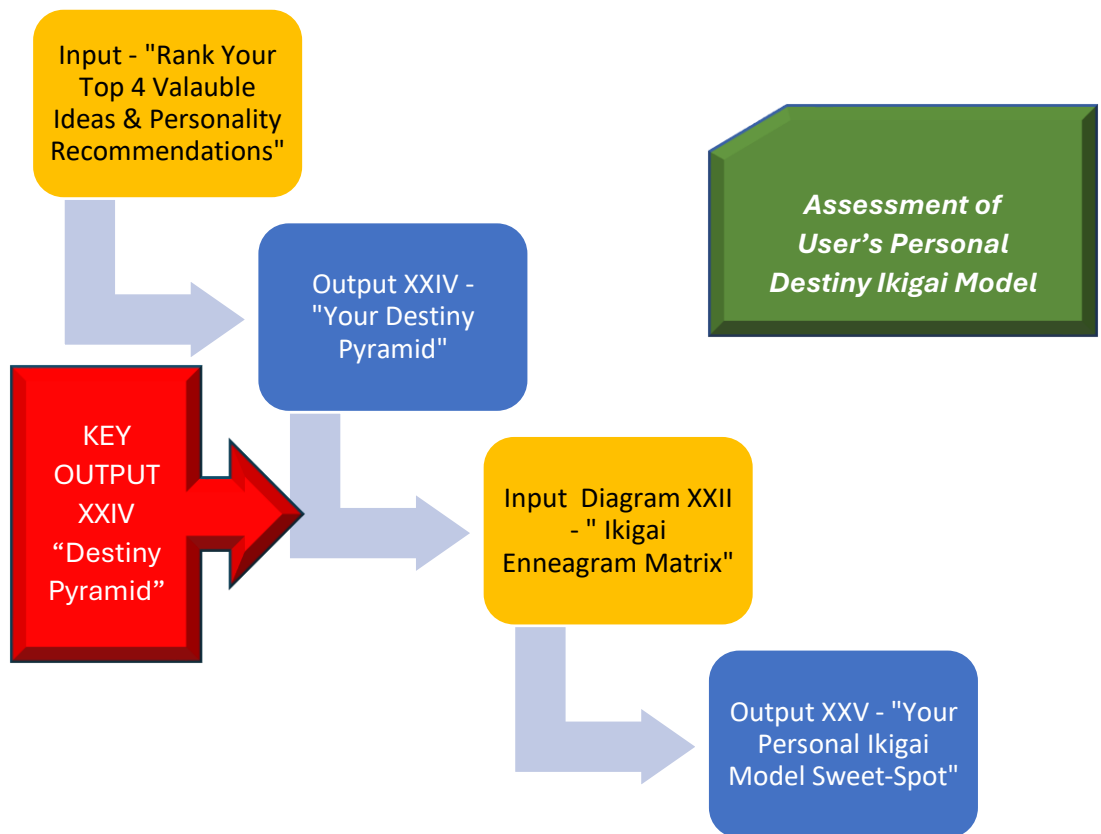 Input - "Rank Your
Top 4 Valauble
Ideas & Personality
Recommendations"
Assessment of
User’s Personal
Destiny Ikigai Model
Output XXIV -
"Your Destiny
Pyramid"
KEY
OUTPUT
XXIV
“Destiny
Pyramid”
Input Diagram XXII
- " Ikigai
Enneagram Matrix"
Output XXV - "Your
Personal Ikigai
Model Sweet-Spot"